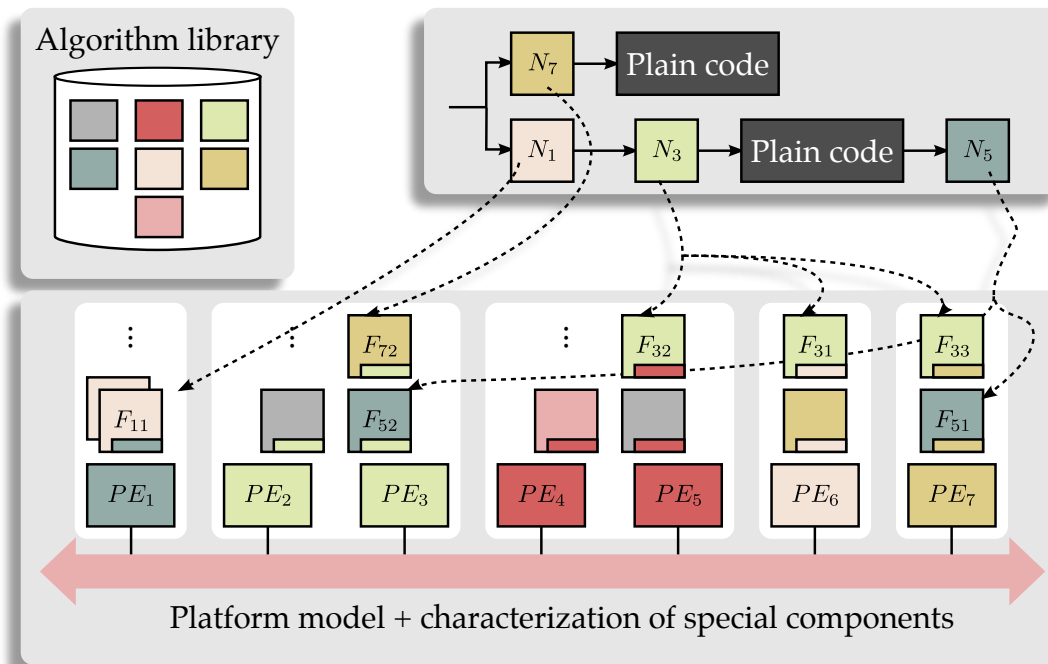 Algorithm library
N7
Plain code
N1
N3
Plain code
N5
⋮
⋮
F72
⋮
F32
F31
F33
F11
F52
F51
PE1
PE2
PE3
PE4
PE5
PE6
PE7
Platform model + characterization of special components